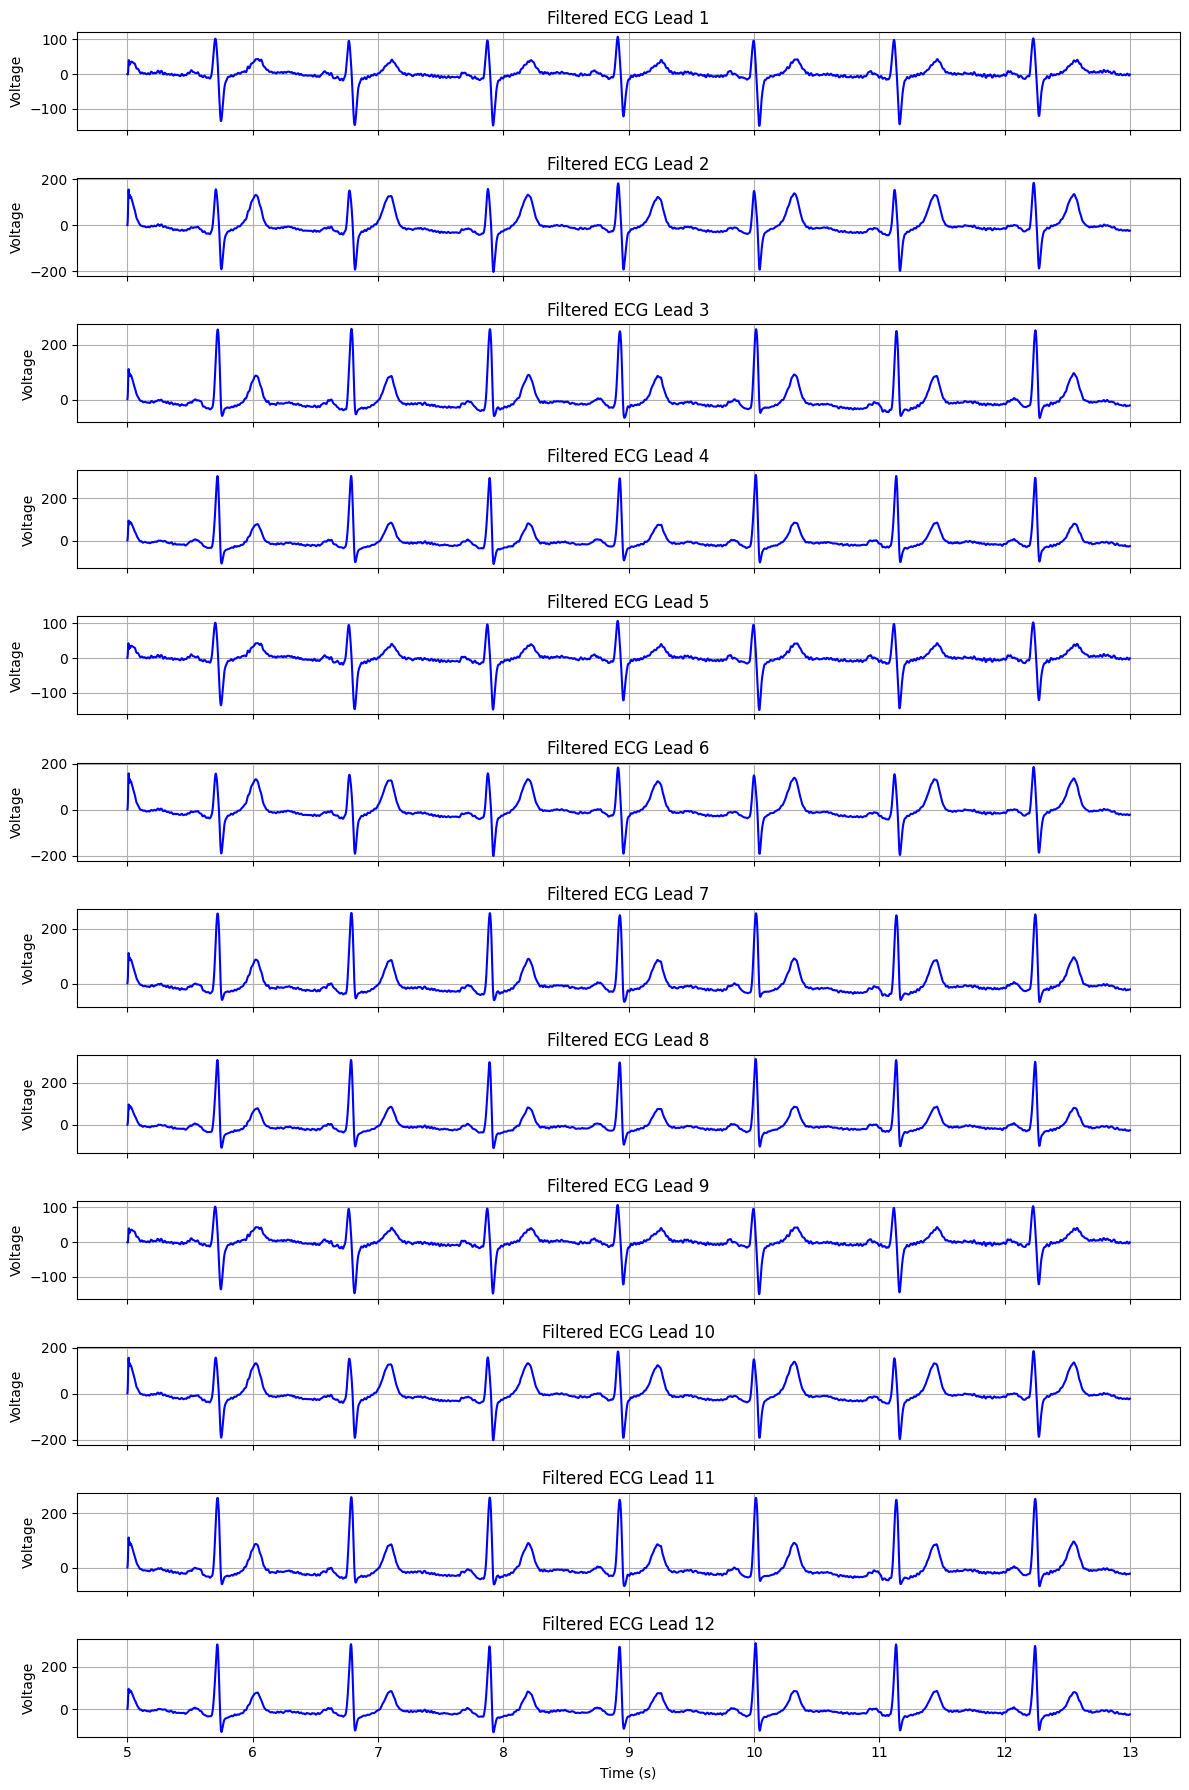 Filtered ECG Lead 1
100
0
−100
Voltage
Filtered ECG Lead 2
200
0
−200
Voltage
Filtered ECG Lead 3
200
0
Voltage
Filtered ECG Lead 4
200
0
Voltage
Filtered ECG Lead 5
100
0
−100
Voltage
Filtered ECG Lead 6
200
0
−200
Voltage
Filtered ECG Lead 7
200
0
Voltage
Filtered ECG Lead 8
200
0
Voltage
Filtered ECG Lead 9
100
0
−100
Voltage
Filtered ECG Lead 10
200
0
−200
Voltage
Filtered ECG Lead 11
200
0
Voltage
Filtered ECG Lead 12
200
0
Voltage
5 6 7 8 9 10 11 12 13
Time (s)